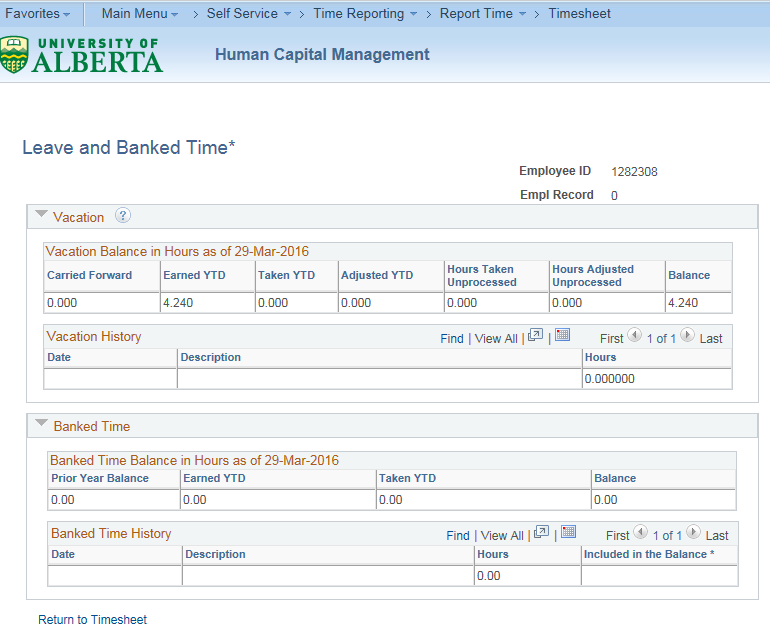 Favorites Main Menu > Self Service > Time Reporting > Report Time > Timesheet
UNIVERSITY OF
ALBERTA
Human Capital Management
Leave and Banked Time*
Employee ID 1282308
Empl Record 0
Vacation ?
Vacation Balance in Hours as of 29-Mar-2016
Carried Forward Earned YTD Taken YTD Adjusted YTD Hours Taken Unprocessed Hours Adjusted Unprocessed Balance
0.000 4.240 0.000 0.000 0.000 0.000 4.240
Vacation History Find | View All | | First 1 of 1 Last
Date Description Hours
0.000000
Banked Time
Banked Time Balance in Hours as of 29-Mar-2016
Prior Year Balance Earned YTD Taken YTD Balance
0.00 0.00 0.00 0.00
Banked Time History Find | View All | | First 1 of 1 Last
Date Description Hours Included in the Balance *
0.00
Return to Timesheet